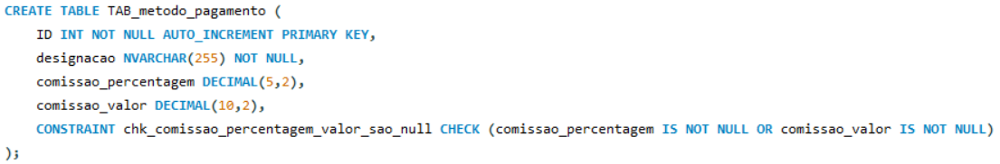 CREATE TABLE TAB_metodo_pagamento (
    ID INT NOT NULL AUTO_INCREMENT PRIMARY KEY,
    designacao NVARCHAR(255) NOT NULL,
    comissao_percentagem DECIMAL(5,2),
    comissao_valor DECIMAL(10,2),
    CONSTRAINT chk_comissao_percentagem_valor_sao_null CHECK (comissao_percentagem IS NOT NULL OR comissao_valor IS NOT NULL)
);